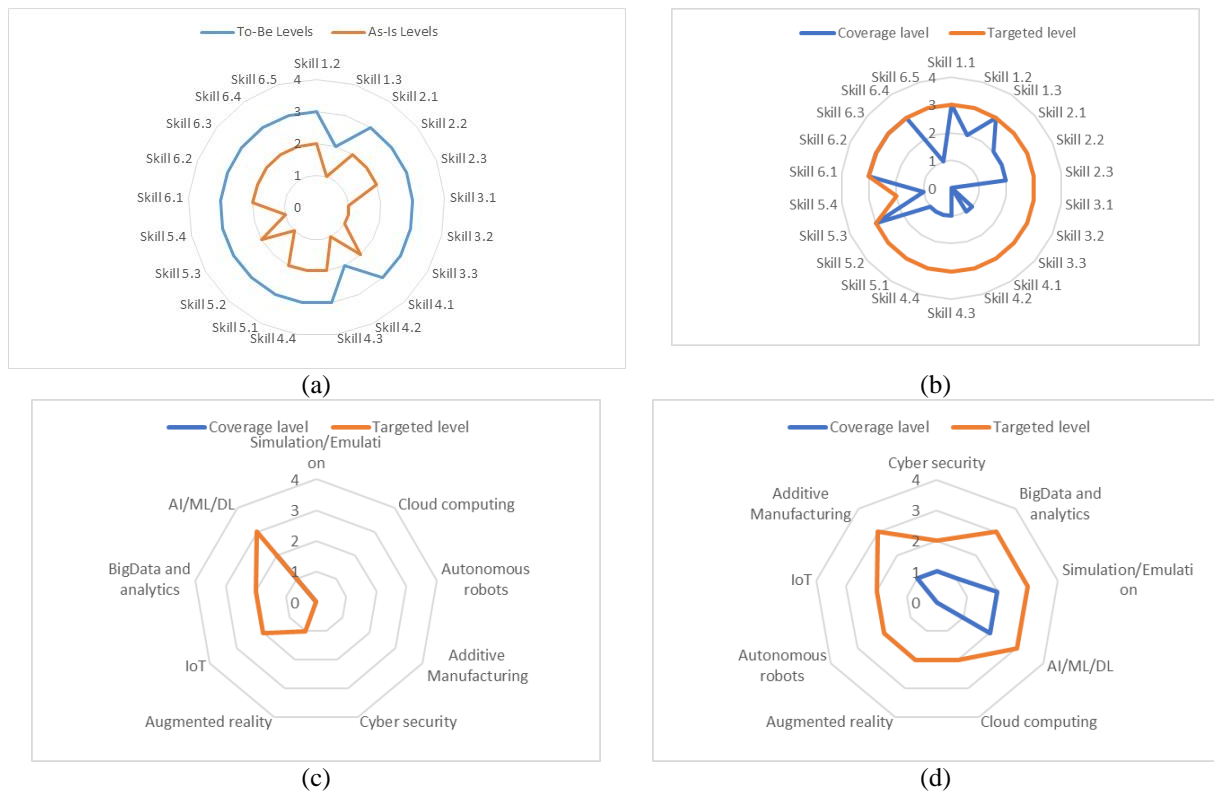 To-Be Levels
As-Is Levels
Skill 1.2
Skill 1.3
Skill 2.1
Skill 2.2
Skill 2.3
Skill 3.1
Skill 3.2
Skill 3.3
Skill 4.1
Skill 4.2
Skill 4.3
Skill 4.4
Skill 5.1
Skill 5.2
Skill 5.3
Skill 5.4
Skill 6.1
Skill 6.2
Skill 6.3
Skill 6.4
Skill 6.5
4
3
2
1
0
(a)
Coverage lavel
Targeted level
Skill 1.1
Skill 1.2
Skill 1.3
Skill 2.1
Skill 2.2
Skill 2.3
Skill 3.1
Skill 3.2
Skill 3.3
Skill 4.1
Skill 4.2
Skill 4.3
Skill 4.4
Skill 5.1
Skill 5.2
Skill 5.3
Skill 5.4
Skill 6.1
Skill 6.2
Skill 6.3
Skill 6.4
Skill 6.5
4
3
2
1
0
(b)
Coverage lavel
Targeted level
Simulation/Emulati
on
Cloud computing
Autonomous
robots
Additive
Manufacturing
Cyber security
Augmented reality
IoT
BigData and
analytics
AI/ML/DL
4
3
2
1
0
(c)
Coverage lavel
Targeted level
Cyber security
BigData and
analytics
Simulation/Emulati
on
AI/ML/DL
Cloud computing
Augmented reality
Autonomous
robots
IoT
Additive
Manufacturing
4
3
2
1
0
(d)